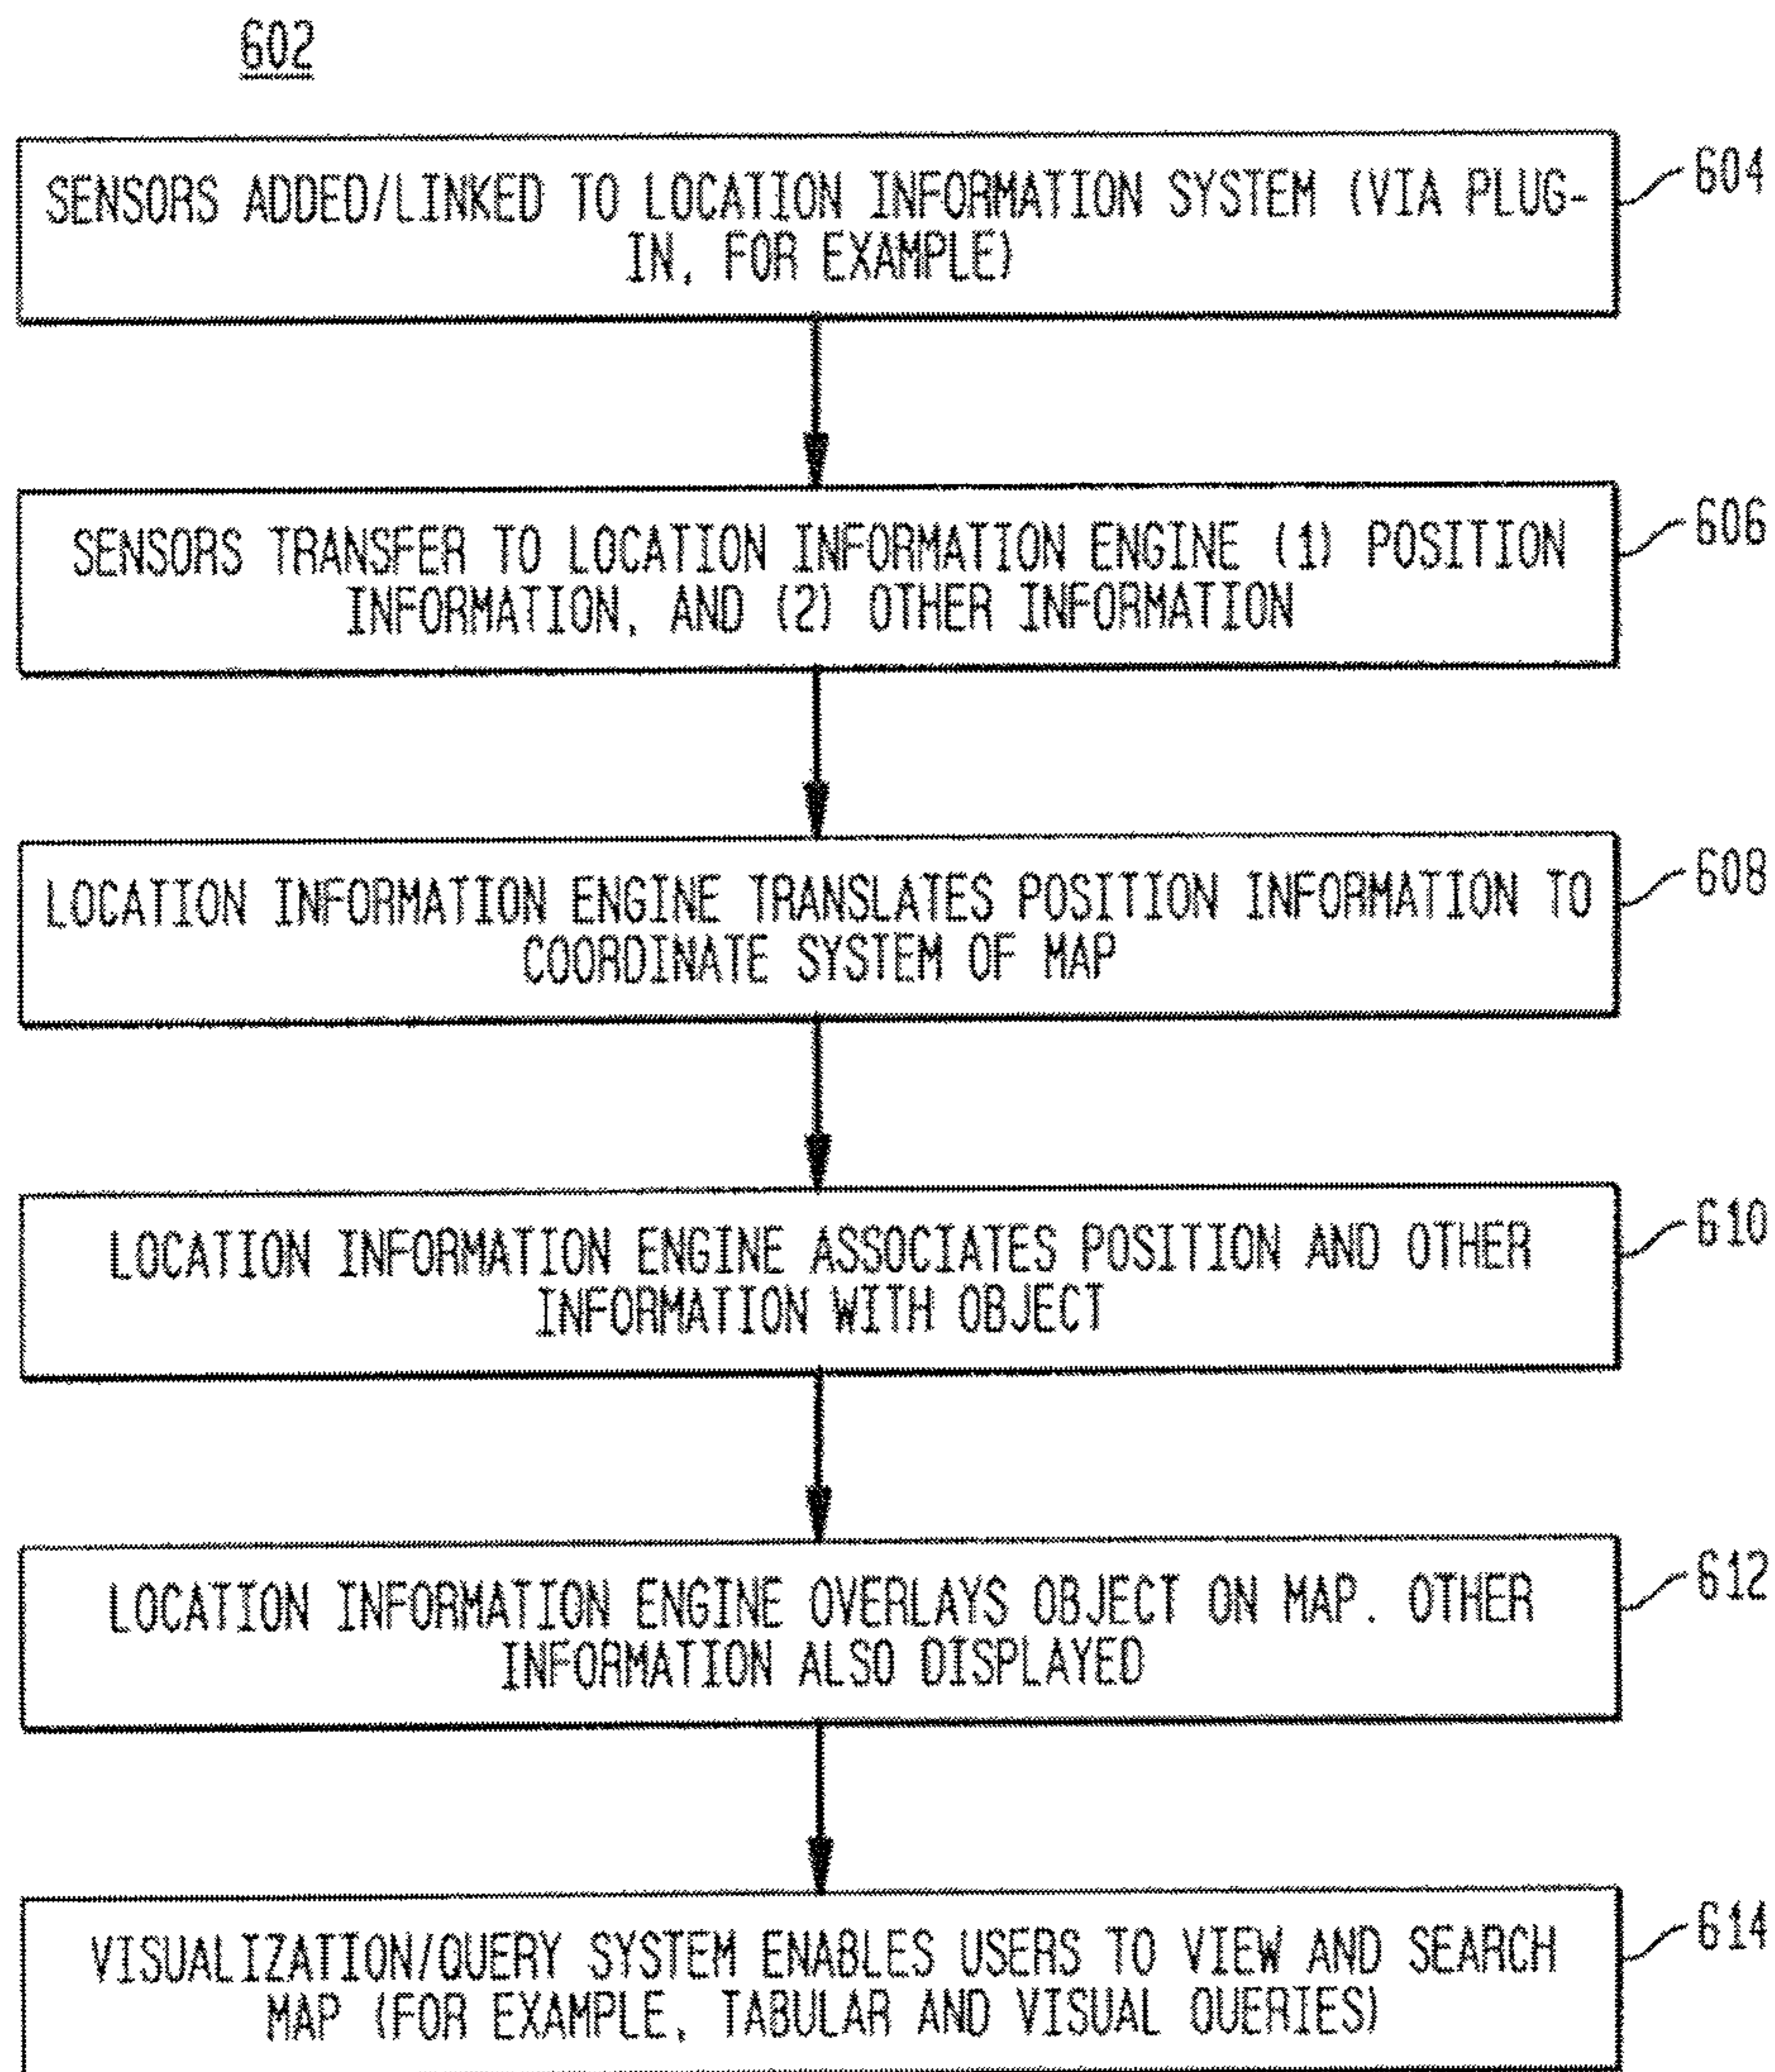 602
SENSORS ADDED/LINKED TO LOCATION INFORMATION SYSTEM (VIA PLUG-
IN, FOR EXAMPLE)
604
SENSORS TRANSFER TO LOCATION INFORMATION ENGINE (1) POSITION
INFORMATION, AND (2) OTHER INFORMATION
606
LOCATION INFORMATION ENGINE TRANSLATES POSITION INFORMATION TO
COORDINATE SYSTEM OF MAP
608
LOCATION INFORMATION ENGINE ASSOCIATES POSITION AND OTHER
INFORMATION WITH OBJECT
610
LOCATION INFORMATION ENGINE OVERLAYS OBJECT ON MAP. OTHER
INFORMATION ALSO DISPLAYED
612
VISUALIZATION/QUERY SYSTEM ENABLES USERS TO VIEW AND SEARCH
MAP (FOR EXAMPLE, TABULAR AND VISUAL QUERIES)
614